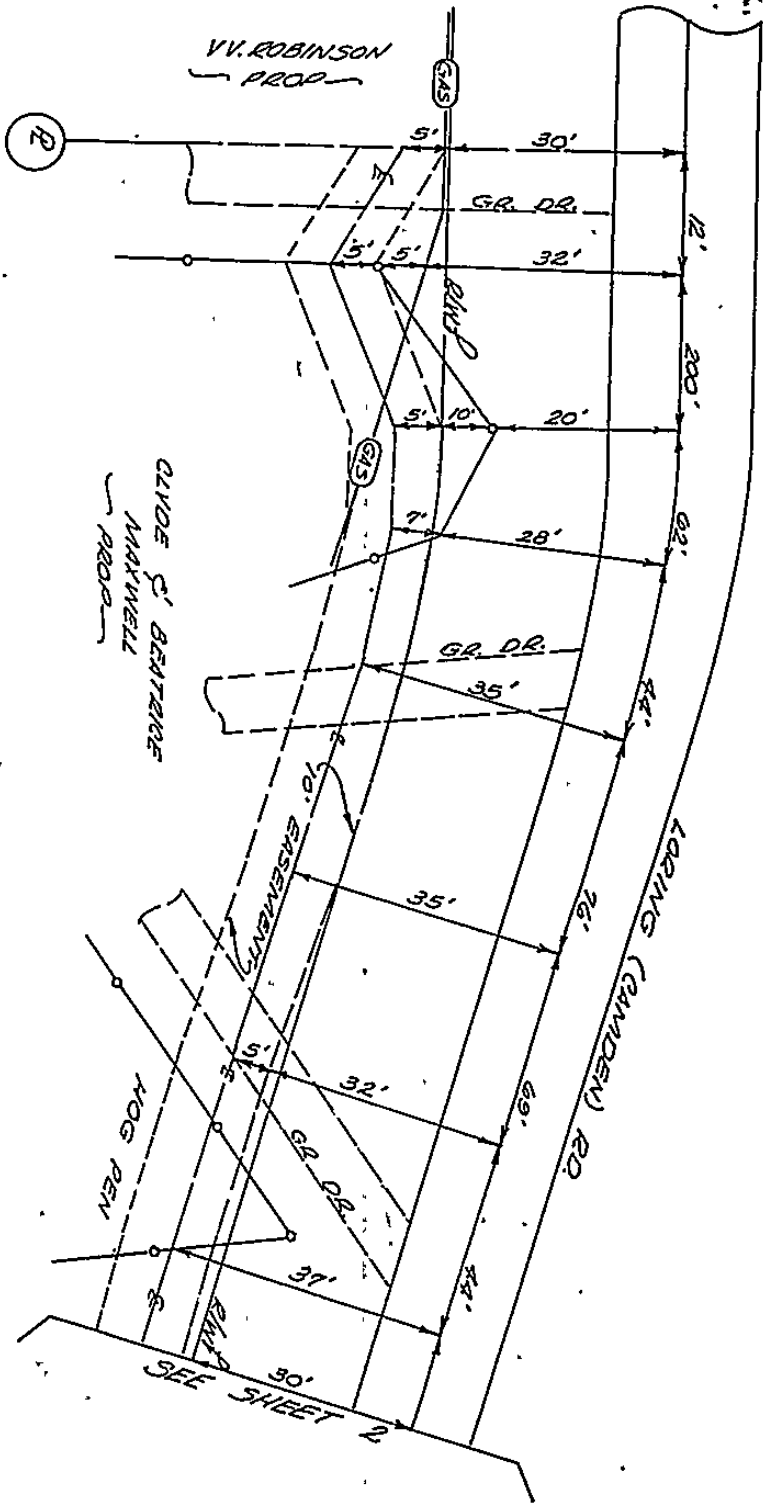 VV. ROBINSON
PROP
GAS
5'
30'
12'
GR. DR.
5'
5'
32'
R/W
200'
5'
10'
20'
GAS
7'
28'
62'
CLYDE & BEATRICE
MAXWELL
PROP
GR. DR.
35'
44'
LORING (CAMDEN) RD.
10' EASEMENT
35'
76'
5'
32'
69'
GR. DR.
HOG PEN
37'
44'
R/W
30'
SEE SHEET 2